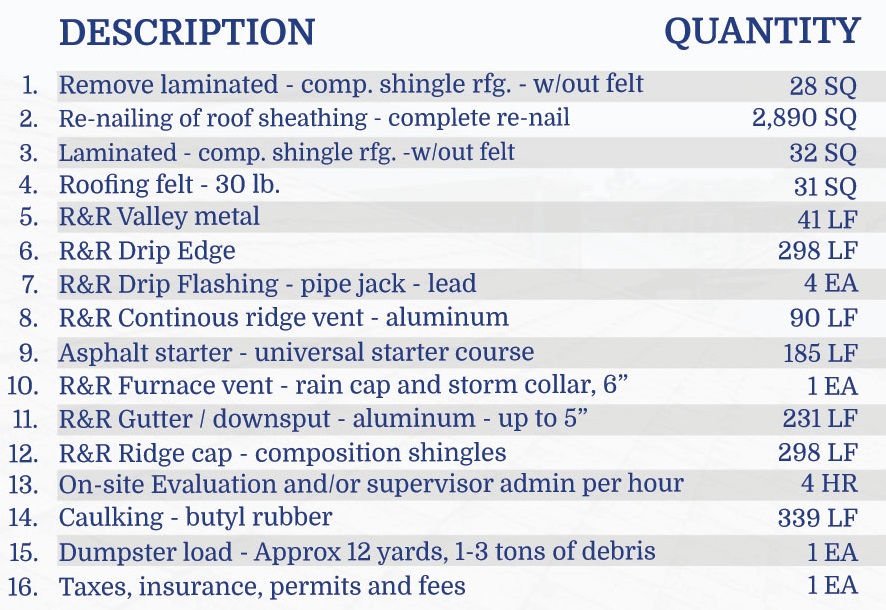 DESCRIPTION QUANTITY
1. Remove laminated - comp. shingle rfg. - w/out felt 28 SQ
2. Re-nailing of roof sheathing - complete re-nail 2,890 SQ
3. Laminated - comp. shingle rfg. -w/out felt 32 SQ
4. Roofing felt - 30 lb. 31 SQ
5. R&R Valley metal 41 LF
6. R&R Drip Edge 298 LF
7. R&R Drip Flashing - pipe jack - lead 4 EA
8. R&R Continous ridge vent - aluminum 90 LF
9. Asphalt starter - universal starter course 185 LF
10. R&R Furnace vent - rain cap and storm collar, 6” 1 EA
11. R&R Gutter / downsput - aluminum - up to 5” 231 LF
12. R&R Ridge cap - composition shingles 298 LF
13. On-site Evaluation and/or supervisor admin per hour 4 HR
14. Caulking - butyl rubber 339 LF
15. Dumpster load - Approx 12 yards, 1-3 tons of debris 1 EA
16. Taxes, insurance, permits and fees 1 EA